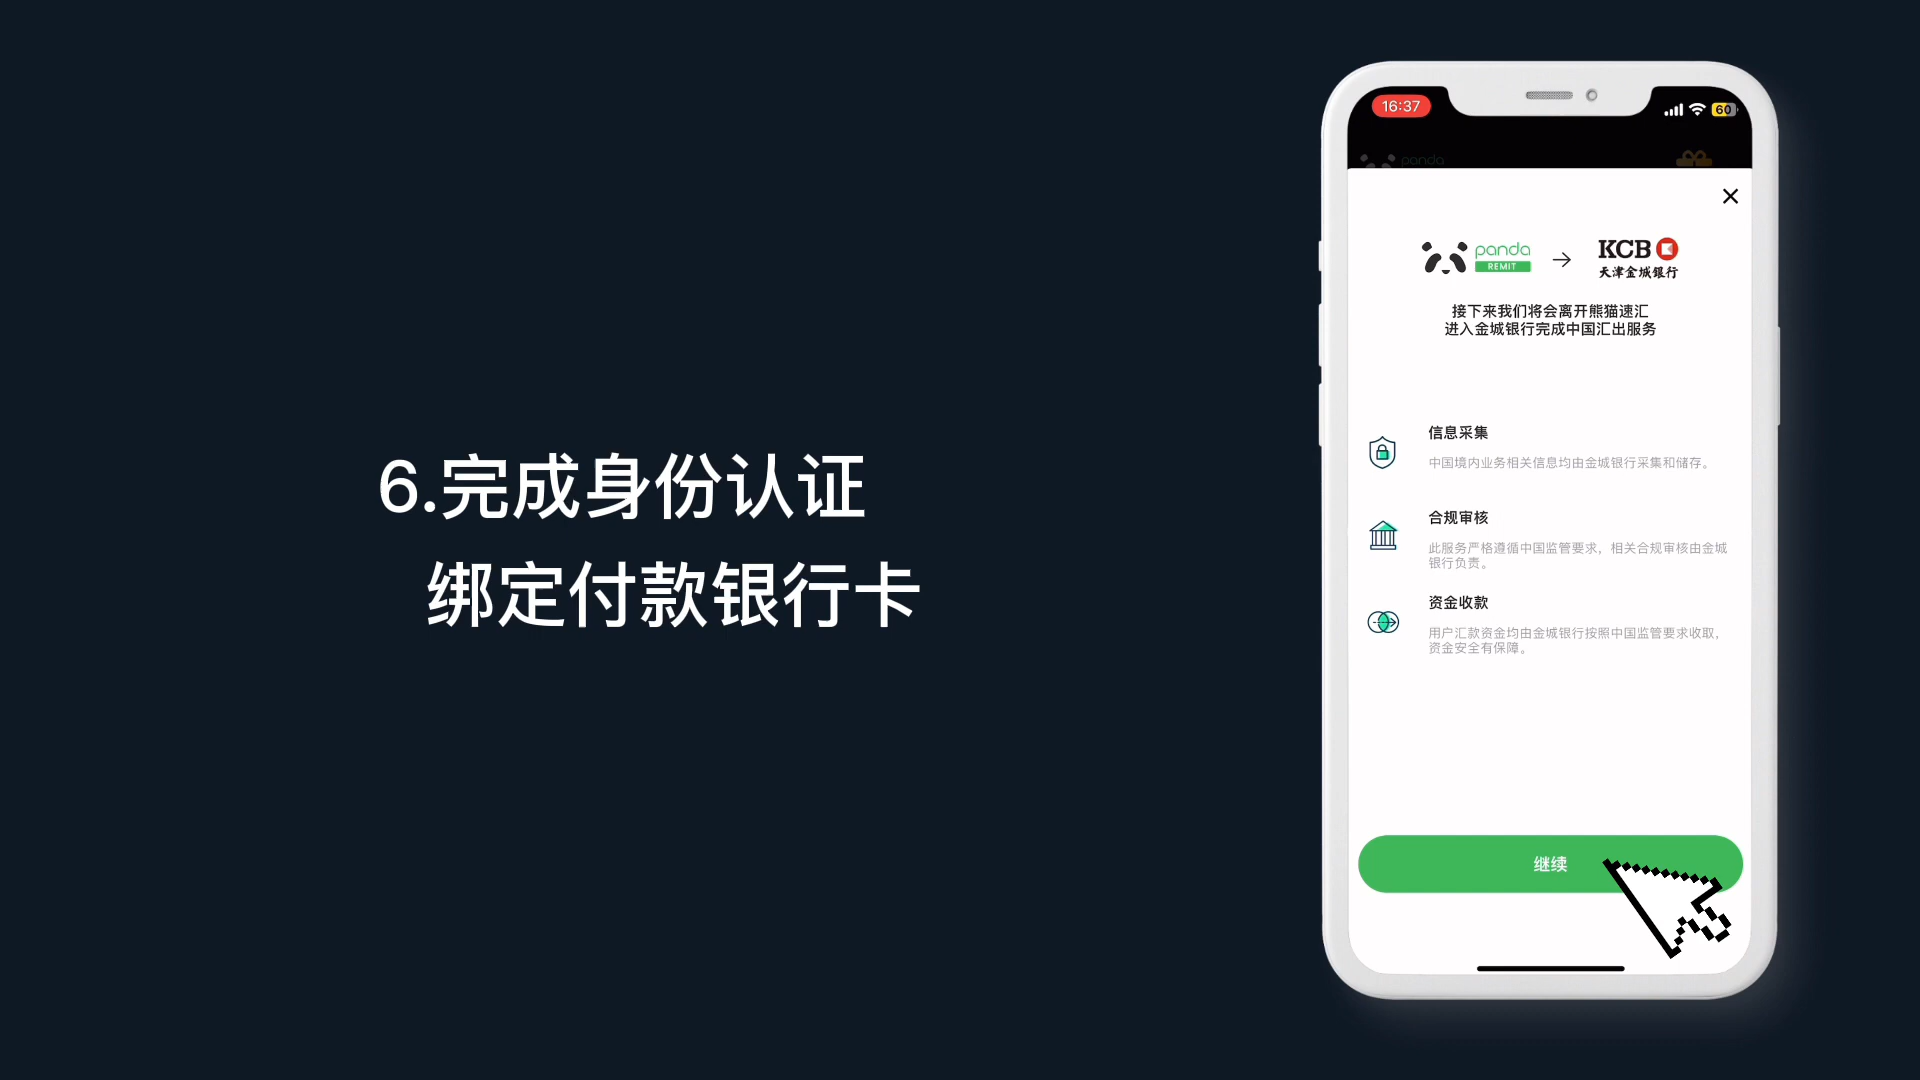 6.完成身份认证
绑定付款银行卡
16:37
60
panda
panda
REMIT
KCB
天津金城银行
接下来我们将会离开熊猫速汇
进入金城银行完成中国汇出服务
信息采集
中国境内业务相关信息均由金城银行采集和储存。
合规审核
此服务严格遵循中国监管要求，相关合规审核由金城
银行负责。
资金收款
用户汇款资金均由金城银行按照中国监管要求收取，
资金安全有保障。
继续